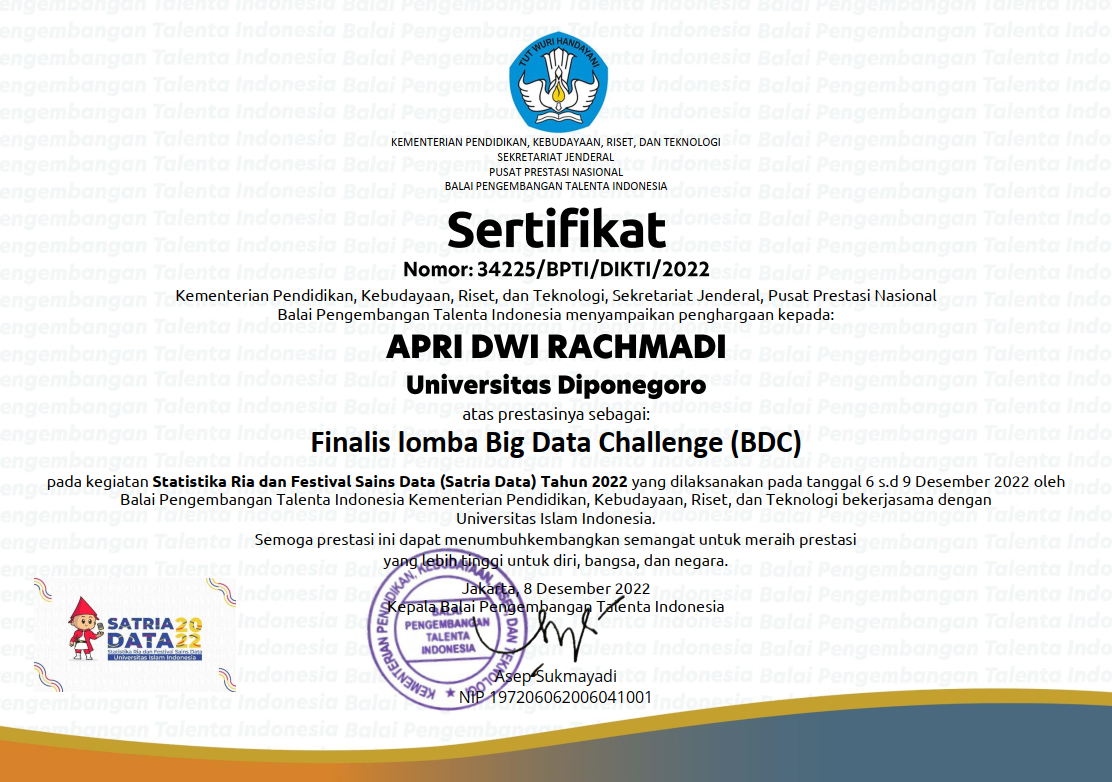 TUT WURI HANDAYANI
KEMENTERIAN PENDIDIKAN, KEBUDAYAAN, RISET, DAN TEKNOLOGI
SEKRETARIAT JENDERAL
PUSAT PRESTASI NASIONAL
BALAI PENGEMBANGAN TALENTA INDONESIA
Sertifikat
Nomor: 34225/BPTI/DIKTI/2022
Kementerian Pendidikan, Kebudayaan, Riset, dan Teknologi, Sekretariat Jenderal, Pusat Prestasi Nasional
Balai Pengembangan Talenta Indonesia menyampaikan penghargaan kepada:
APRI DWI RACHMADI
Universitas Diponegoro
atas prestasinya sebagai:
Finalis lomba Big Data Challenge (BDC)
pada kegiatan Statistika Ria dan Festival Sains Data (Satria Data) Tahun 2022 yang dilaksanakan pada tanggal 6 s.d 9 Desember 2022 oleh
Balai Pengembangan Talenta Indonesia Kementerian Pendidikan, Kebudayaan, Riset, dan Teknologi bekerjasama dengan
Universitas Islam Indonesia.
Semoga prestasi ini dapat menumbuhkembangkan semangat untuk meraih prestasi
yang lebih tinggi untuk diri, bangsa, dan negara.
Jakarta, 8 Desember 2022
Kepala Balai Pengembangan Talenta Indonesia
KEMENTERIAN PENDIDIKAN, KEBUDAYAAN, RISET DAN TEKNOLOGI
BALAI
PENGEMBANGAN
TALENTA
INDONESIA
Asep Sukmayadi
NIP 197206062006041001
SATRIA 20
DATA 22
Statistika Ria dan Festival Sains Data
Universitas Islam Indonesia
Balai Pengembangan Talenta Indonesia